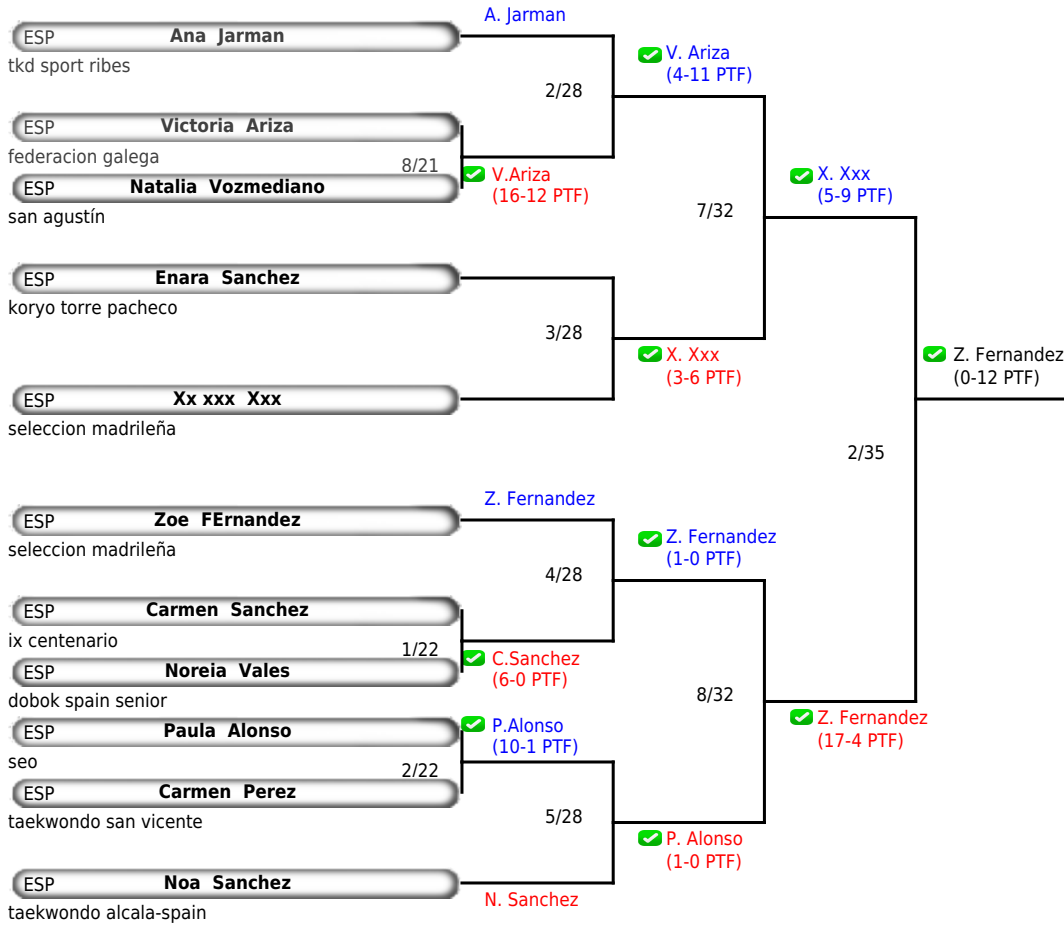 A. Jarman
ESP Ana Jarman
tkd sport ribes
2/28
V. Ariza
(4-11 PTF)
ESP Victoria Ariza
federacion galega
8/21
ESP Natalia Vozmediano
san agustín
V.Ariza
(16-12 PTF)
7/32
X. Xxx
(5-9 PTF)
ESP Enara Sanchez
koryo torre pacheco
3/28
X. Xxx
(3-6 PTF)
ESP Xx xxx Xxx
seleccion madrileña
Z. Fernandez
(0-12 PTF)
2/35
Z. Fernandez
ESP Zoe FErnandez
seleccion madrileña
4/28
Z. Fernandez
(1-0 PTF)
ESP Carmen Sanchez
ix centenario
1/22
ESP Noreia Vales
dobok spain senior
C.Sanchez
(6-0 PTF)
8/32
Z. Fernandez
(17-4 PTF)
ESP Paula Alonso
seo
P.Alonso
(10-1 PTF)
2/22
ESP Carmen Perez
taekwondo san vicente
5/28
P. Alonso
(1-0 PTF)
ESP Noa Sanchez
taekwondo alcala-spain
N. Sanchez